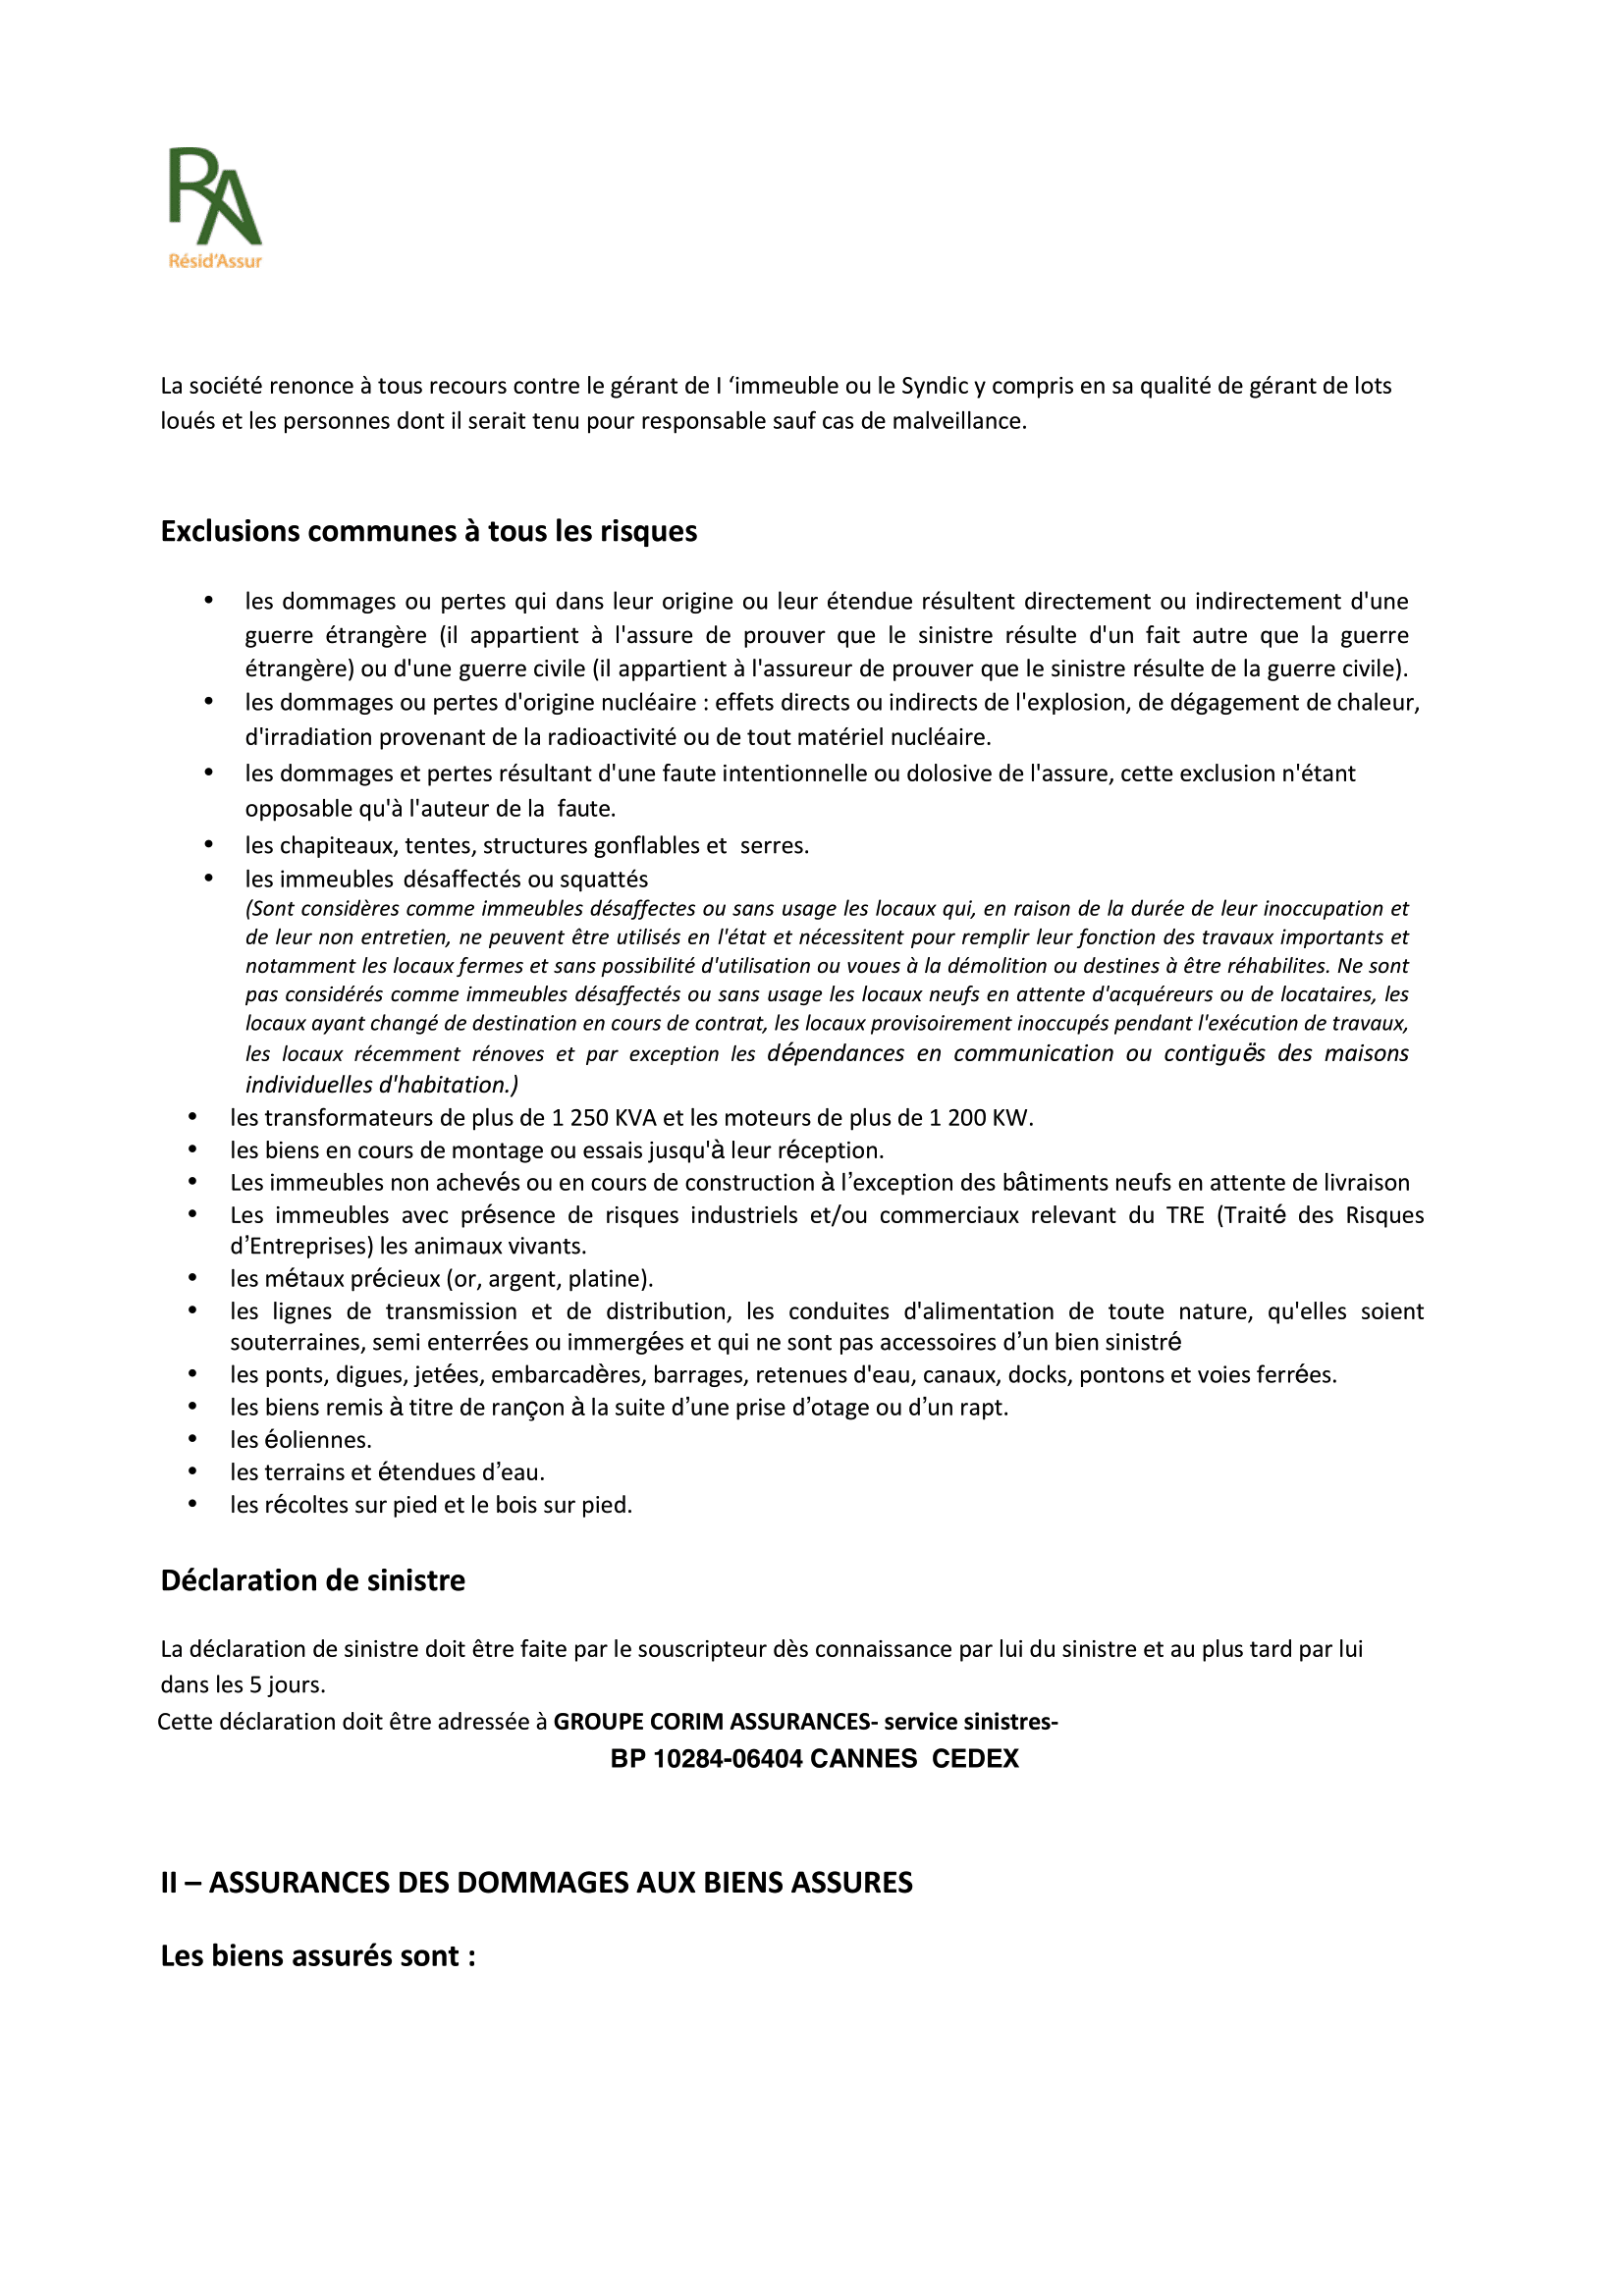 RA
Résid'Assur
La société renonce à tous recours contre le gérant de I ‘immeuble ou le Syndic y compris en sa qualité de gérant de lots
loués et les personnes dont il serait tenu pour responsable sauf cas de malveillance.
Exclusions communes à tous les risques
• les dommages ou pertes qui dans leur origine ou leur étendue résultent directement ou indirectement d'une
guerre étrangère (il appartient à l'assure de prouver que le sinistre résulte d'un fait autre que la guerre
étrangère) ou d'une guerre civile (il appartient à l'assureur de prouver que le sinistre résulte de la guerre civile).
• les dommages ou pertes d'origine nucléaire : effets directs ou indirects de l'explosion, de dégagement de chaleur,
d'irradiation provenant de la radioactivité ou de tout matériel nucléaire.
• les dommages et pertes résultant d'une faute intentionnelle ou dolosive de l'assure, cette exclusion n'étant
opposable qu'à l'auteur de la faute.
• les chapiteaux, tentes, structures gonflables et serres.
• les immeubles désaffectés ou squattés
(Sont considères comme immeubles désaffectes ou sans usage les locaux qui, en raison de la durée de leur inoccupation et
de leur non entretien, ne peuvent être utilisés en l'état et nécessitent pour remplir leur fonction des travaux importants et
notamment les locaux fermes et sans possibilité d'utilisation ou voues à la démolition ou destines à être réhabilites. Ne sont
pas considérés comme immeubles désaffectés ou sans usage les locaux neufs en attente d'acquéreurs ou de locataires, les
locaux ayant changé de destination en cours de contrat, les locaux provisoirement inoccupés pendant l'exécution de travaux,
les locaux récemment rénoves et par exception les dépendances en communication ou contiguës des maisons
individuelles d'habitation.)
• les transformateurs de plus de 1 250 KVA et les moteurs de plus de 1 200 KW.
• les biens en cours de montage ou essais jusqu'à leur réception.
• Les immeubles non achevés ou en cours de construction à l’exception des bâtiments neufs en attente de livraison
• Les immeubles avec présence de risques industriels et/ou commerciaux relevant du TRE (Traité des Risques
d’Entreprises) les animaux vivants.
• les métaux précieux (or, argent, platine).
• les lignes de transmission et de distribution, les conduites d'alimentation de toute nature, qu'elles soient
souterraines, semi enterrées ou immergées et qui ne sont pas accessoires d’un bien sinistré
• les ponts, digues, jetées, embarcadères, barrages, retenues d'eau, canaux, docks, pontons et voies ferrées.
• les biens remis à titre de rançon à la suite d’une prise d’otage ou d’un rapt.
• les éoliennes.
• les terrains et étendues d’eau.
• les récoltes sur pied et le bois sur pied.
Déclaration de sinistre
La déclaration de sinistre doit être faite par le souscripteur dès connaissance par lui du sinistre et au plus tard par lui
dans les 5 jours.
Cette déclaration doit être adressée à GROUPE CORIM ASSURANCES- service sinistres-
BP 10284-06404 CANNES CEDEX
II – ASSURANCES DES DOMMAGES AUX BIENS ASSURES
Les biens assurés sont :